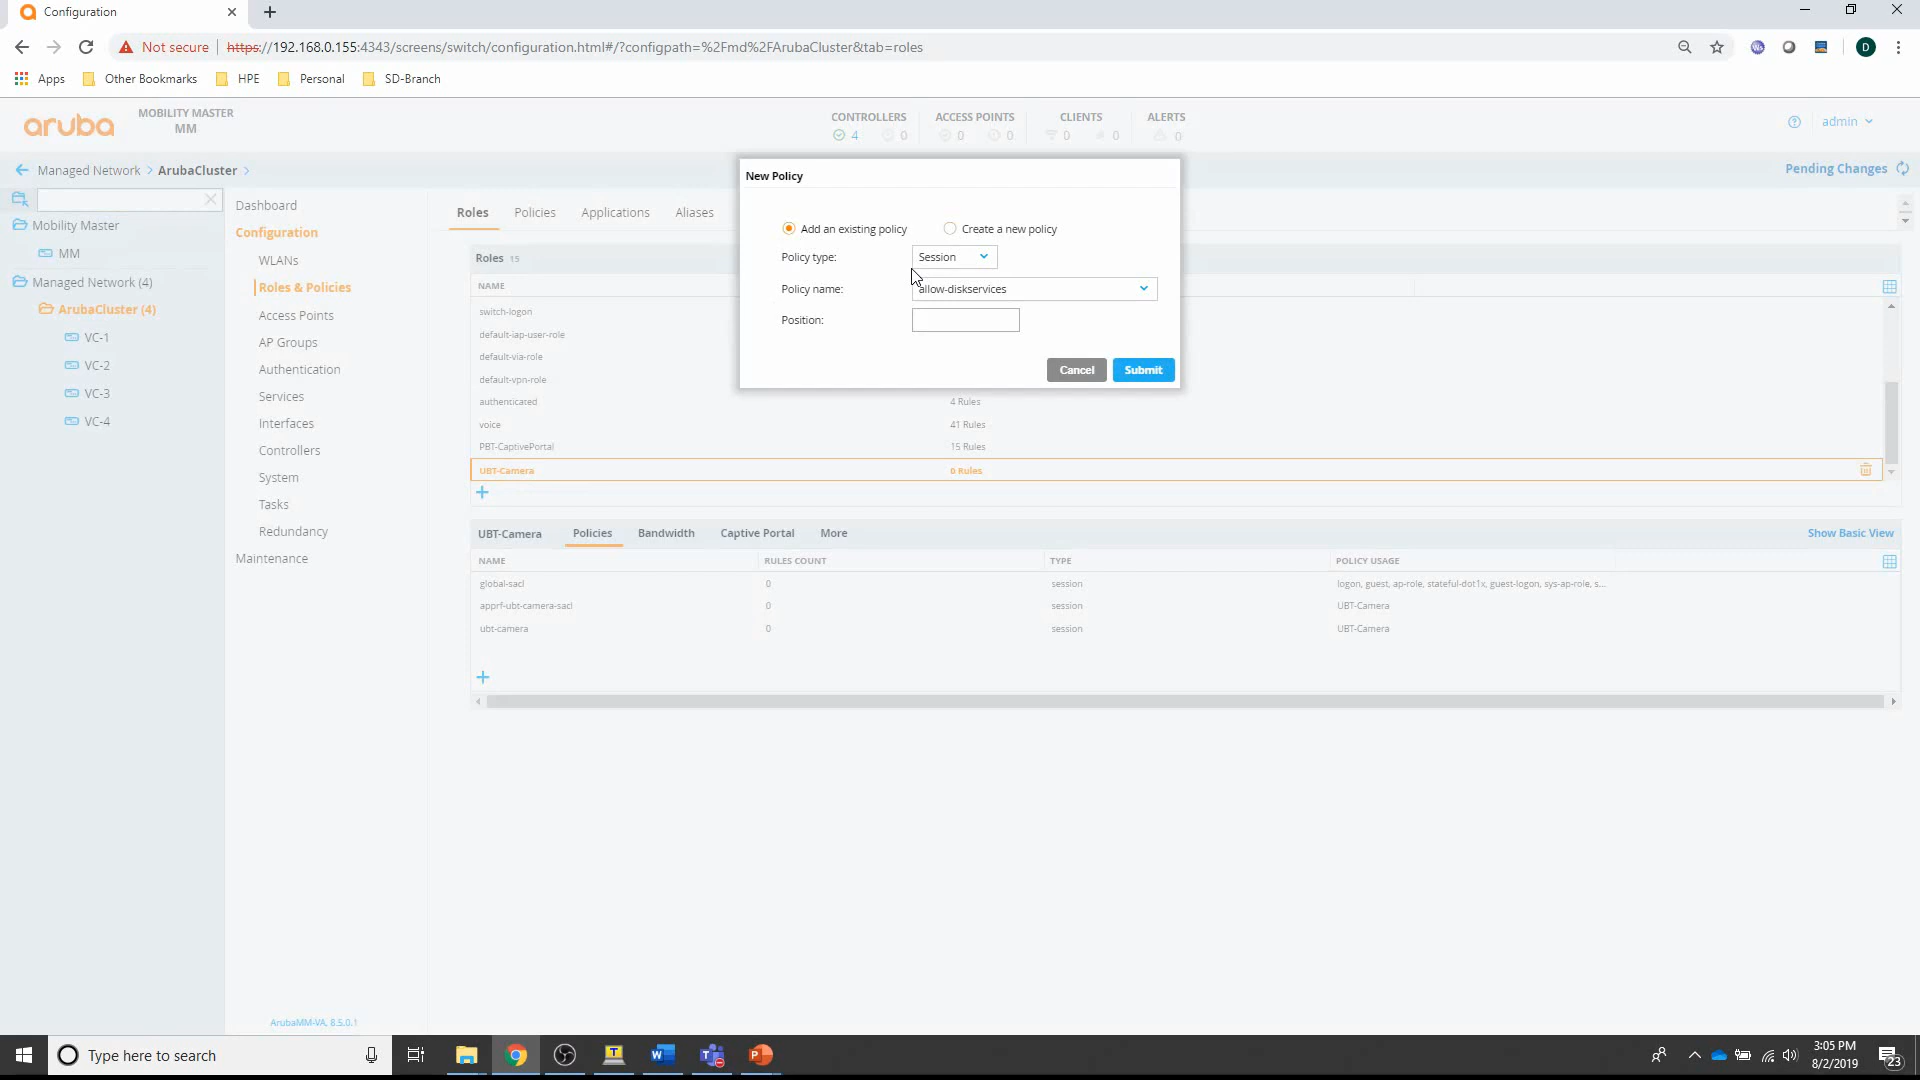 Configuration
Not secure
https://192.168.0.155:4343/screens/switch/configuration.html#/?configpath=%2Fmd%2FArubaCluster&tab=roles
D
Apps
Other Bookmarks
HPE
Personal
SD-Branch
aruba
MOBILITY MASTER
MM
CONTROLLERS
4
0
ACCESS POINTS
0
0
CLIENTS
0
0
ALERTS
0
admin
Managed Network > ArubaCluster >
Pending Changes
Mobility Master
MM
Managed Network (4)
ArubaCluster (4)
VC-1
VC-2
VC-3
VC-4
Dashboard
Configuration
WLANs
Roles & Policies
Access Points
AP Groups
Authentication
Services
Interfaces
Controllers
System
Tasks
Redundancy
Maintenance
ArubaMM-VA, 8.5.0.1
Roles
Policies
Applications
Aliases
Roles 15
NAME
switch-logon
default-iap-user-role
default-via-role
default-vpn-role
authenticated 4 Rules
voice 41 Rules
PBT-CaptivePortal 15 Rules
UBT-Camera 0 Rules
New Policy
Add an existing policy
Create a new policy
Policy type: Session
Policy name: allow-diskservices
Position:
Cancel
Submit
UBT-Camera
Policies
Bandwidth
Captive Portal
More
Show Basic View
NAME RULES COUNT TYPE POLICY USAGE
global-sacl 0 session logon, guest, ap-role, stateful-dot1x, guest-logon, sys-ap-role, s...
apprf-ubt-camera-sacl 0 session UBT-Camera
ubt-camera 0 session UBT-Camera
Type here to search
3:05 PM
8/2/2019
23